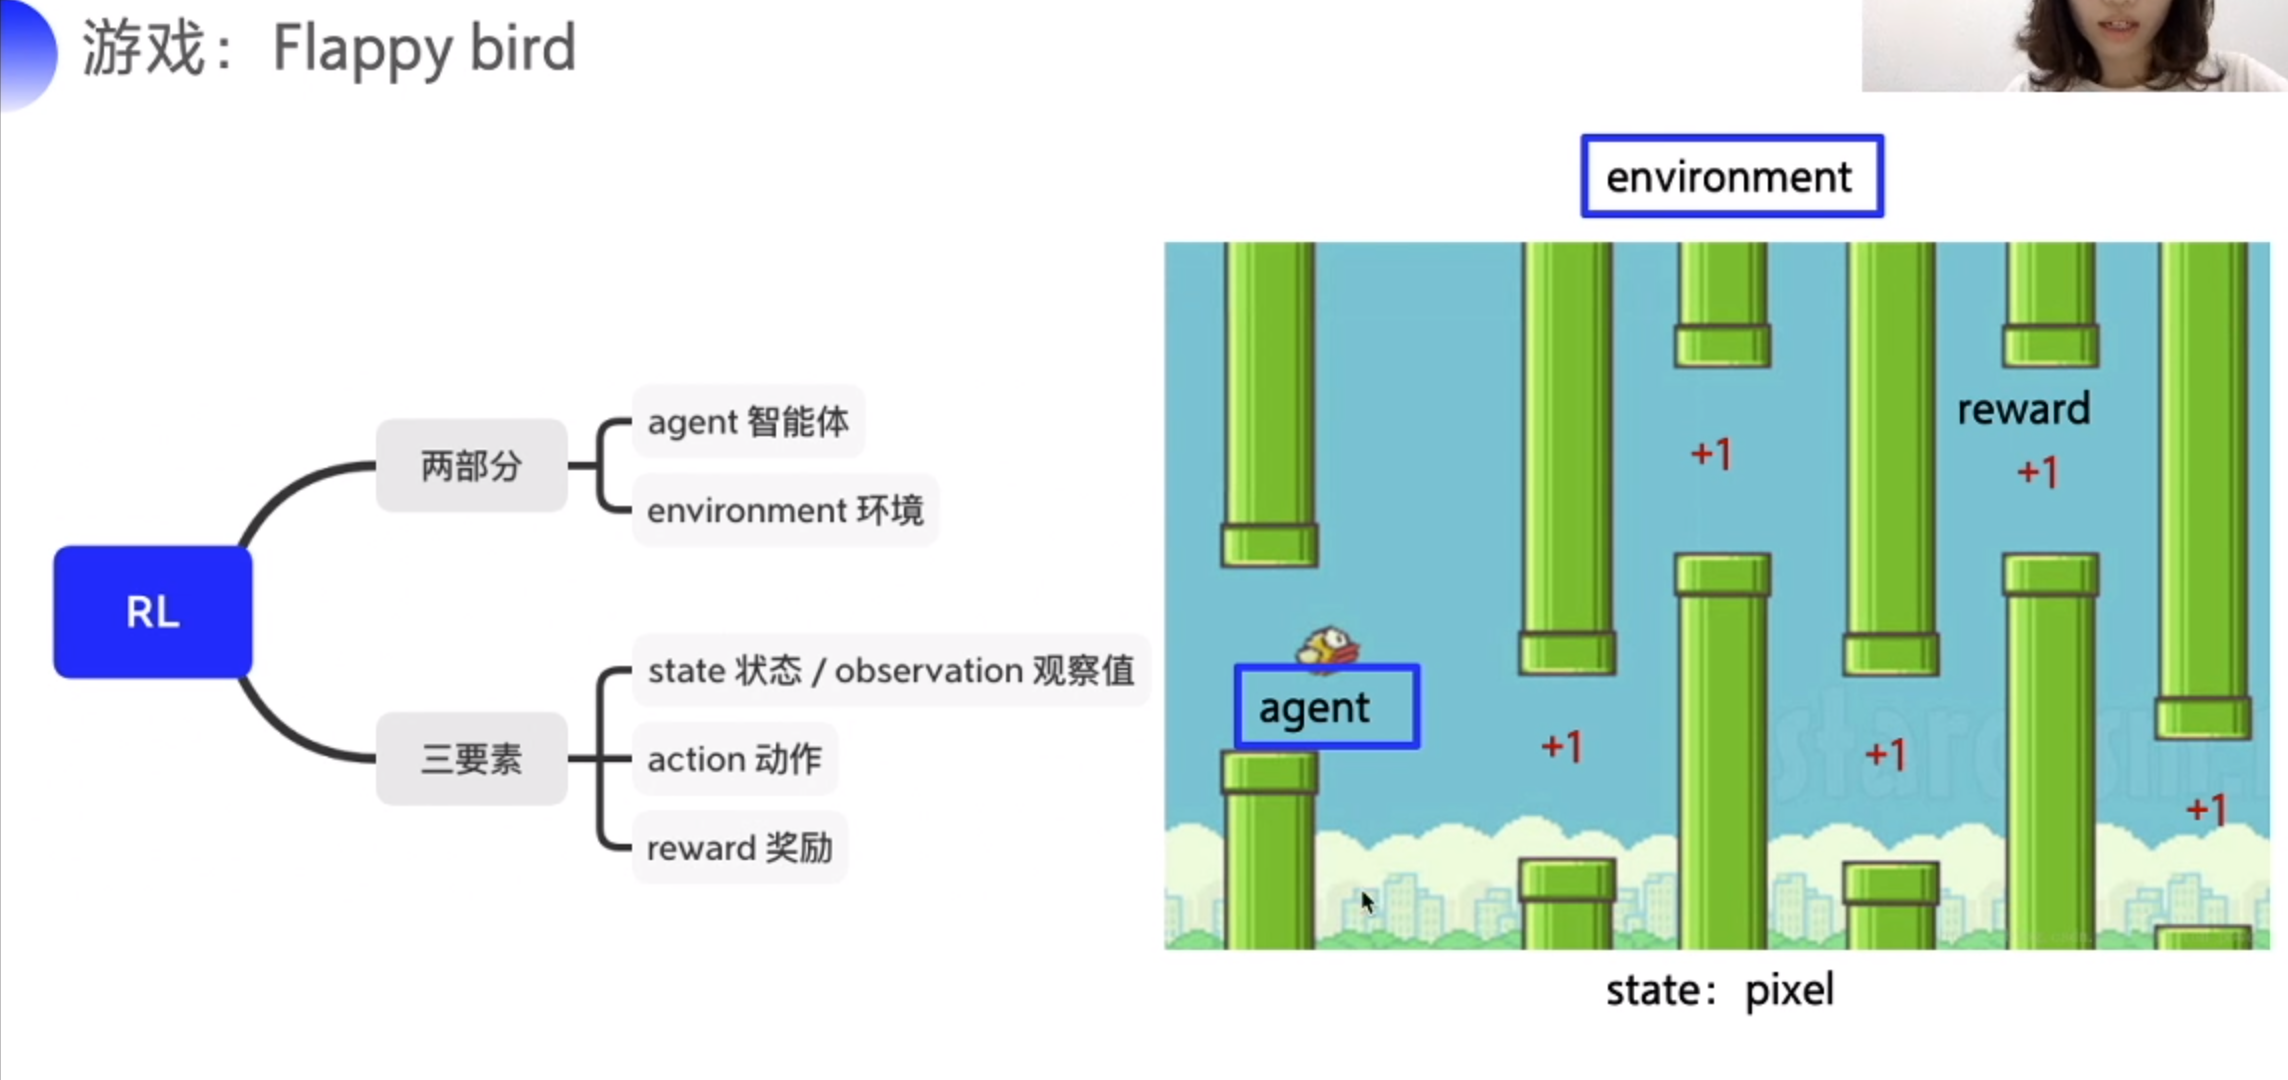 游戏：Flappy bird
RL
两部分
agent 智能体
environment 环境
三要素
state 状态 / observation 观察值
action 动作
reward 奖励
environment
reward
+1
+1
agent
+1
+1
+1
state：pixel